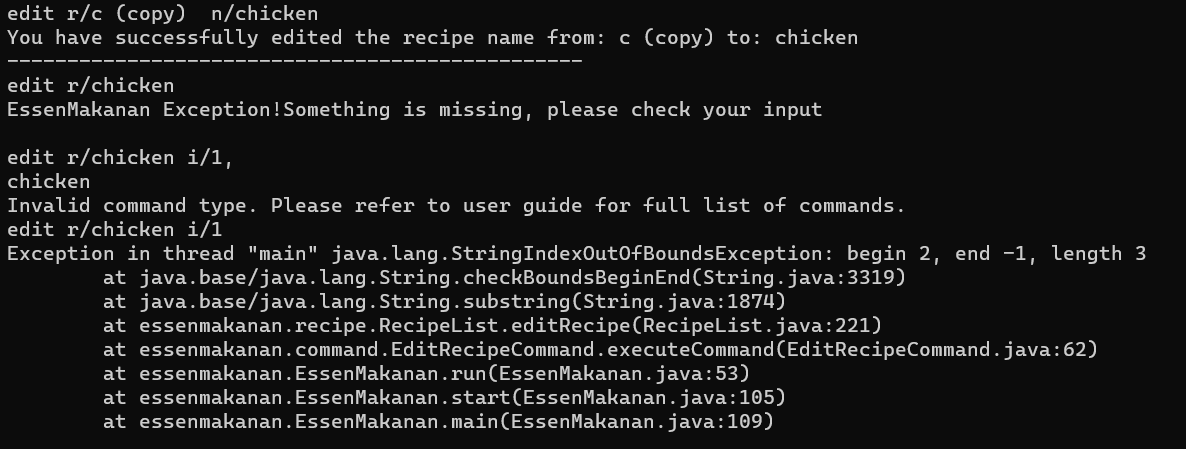 edit r/c (copy)  n/chicken
You have successfully edited the recipe name from: c (copy) to: chicken
------------------------------------------------
edit r/chicken
EssenMakanan Exception!Something is missing, please check your input

edit r/chicken i/1,
chicken
Invalid command type. Please refer to user guide for full list of commands.
edit r/chicken i/1
Exception in thread "main" java.lang.StringIndexOutOfBoundsException: begin 2, end -1, length 3
        at java.base/java.lang.String.checkBoundsBeginEnd(String.java:3319)
        at java.base/java.lang.String.substring(String.java:1874)
        at essenmakanan.recipe.RecipeList.editRecipe(RecipeList.java:221)
        at essenmakanan.command.EditRecipeCommand.executeCommand(EditRecipeCommand.java:62)
        at essenmakanan.EssenMakanan.run(EssenMakanan.java:53)
        at essenmakanan.EssenMakanan.start(EssenMakanan.java:105)
        at essenmakanan.EssenMakanan.main(EssenMakanan.java:109)